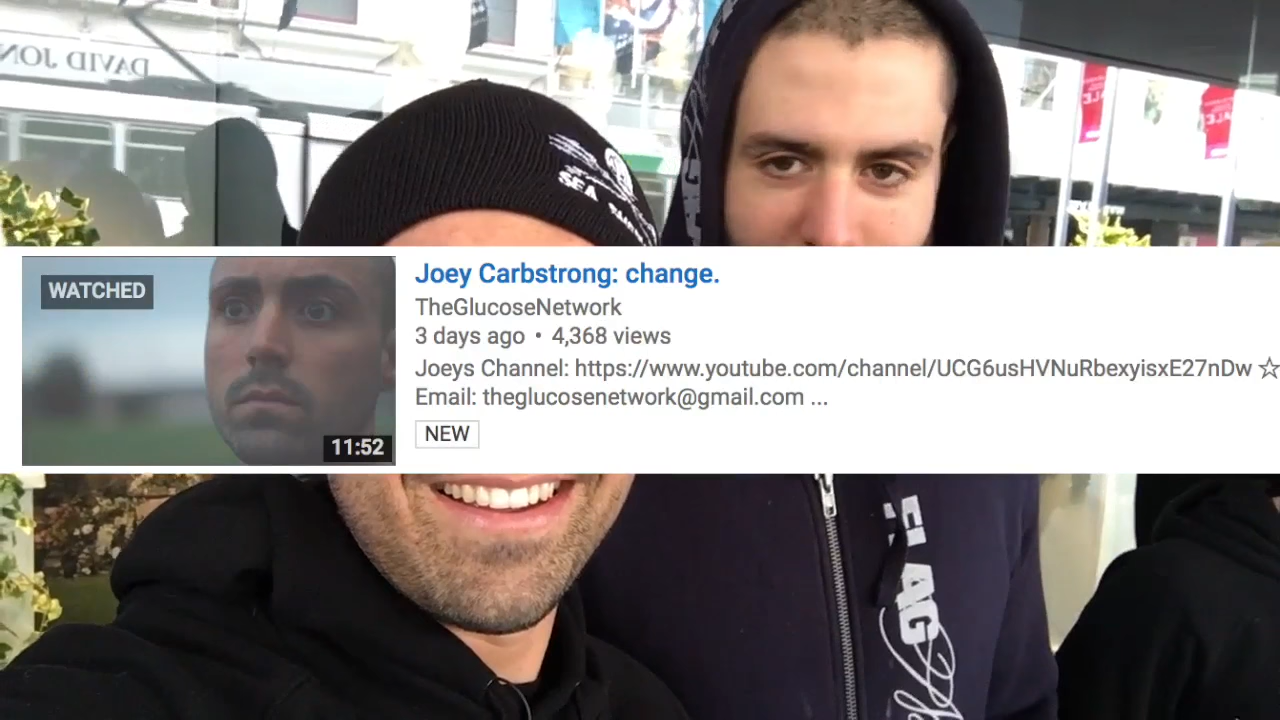 DAVID JON
SEA
FLAG
WATCHED
11:52
Joey Carbstrong: change.
TheGlucoseNetwork
3 days ago • 4,368 views
Joeys Channel: https://www.youtube.com/channel/UCG6usHVNuRbexyisxE27nDw ☆
Email: theglucosenetwork@gmail.com ...
NEW